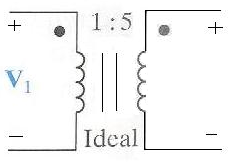 + 1:5 +
V₁
− Ideal −